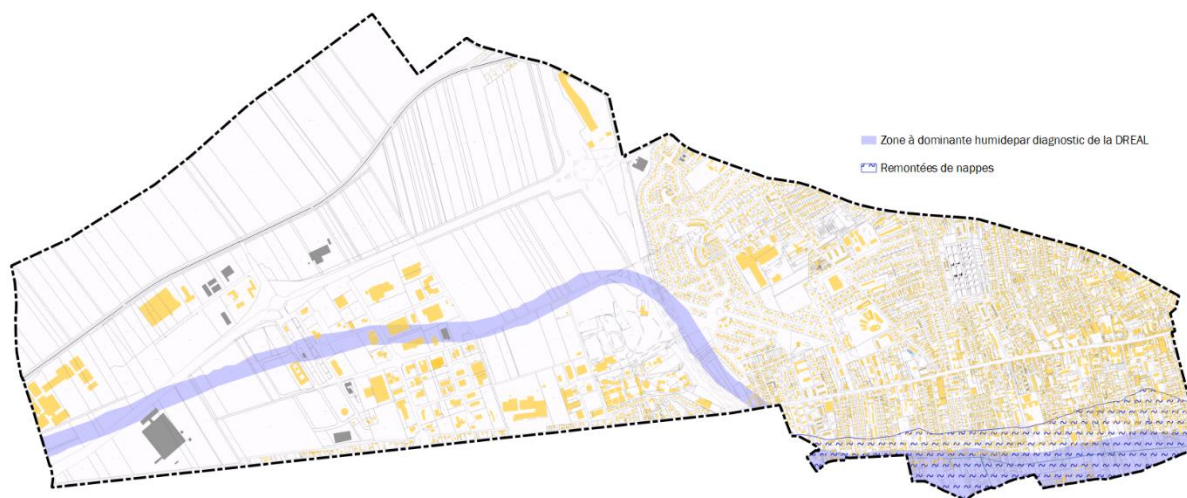 Zone à dominante humidepar diagnostic de la DREAL
Remontées de nappes